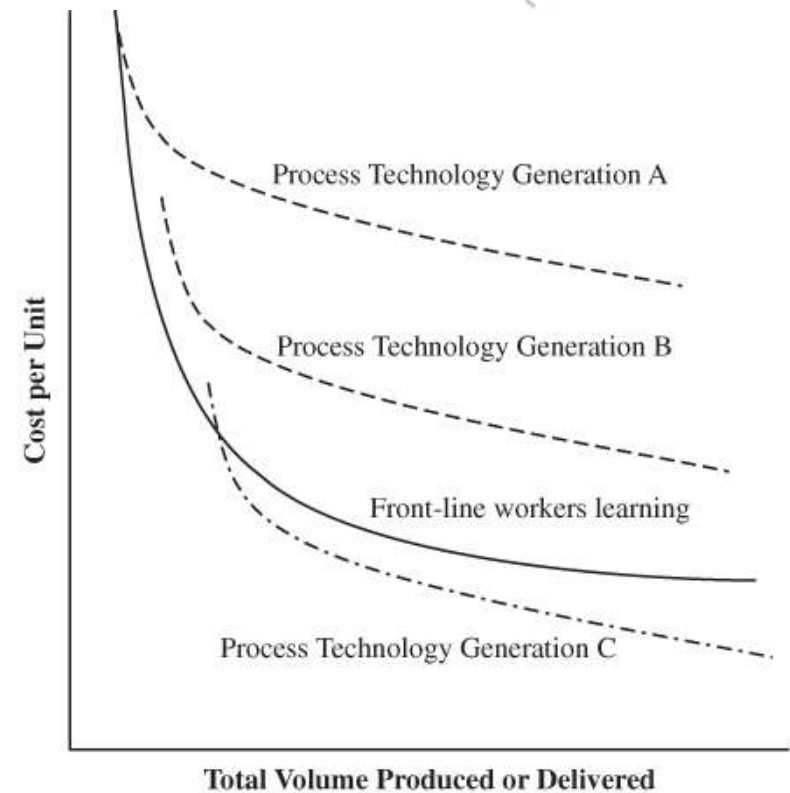 Process Technology Generation A
Process Technology Generation B
Front-line workers learning
Process Technology Generation C
Cost per Unit
Total Volume Produced or Delivered